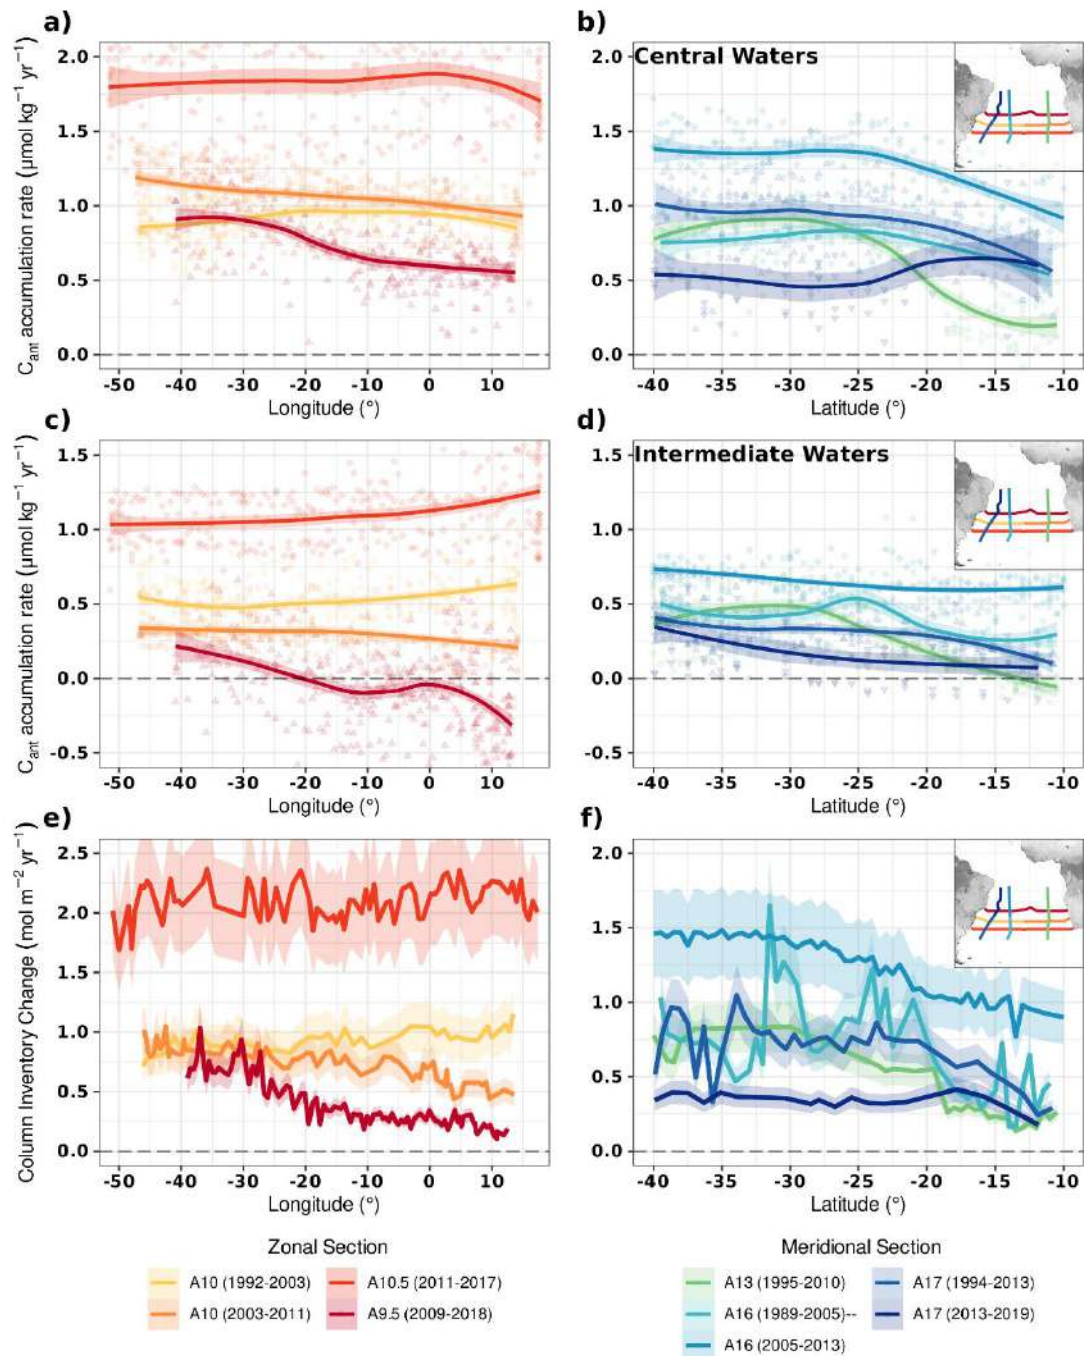 a)
b)
Central Waters
C_ant accumulation rate (µmol kg⁻¹ yr⁻¹)
2.0
1.5
1.0
0.5
0.0
-50 -40 -30 -20 -10 0 10
Longitude (°)
2.0
1.5
1.0
0.5
0.0
-40 -35 -30 -25 -20 -15 -10
Latitude (°)
c)
d)
Intermediate Waters
C_ant accumulation rate (µmol kg⁻¹ yr⁻¹)
1.5
1.0
0.5
0.0
-0.5
-50 -40 -30 -20 -10 0 10
Longitude (°)
1.5
1.0
0.5
0.0
-0.5
-40 -35 -30 -25 -20 -15 -10
Latitude (°)
e)
f)
Column Inventory Change (mol m⁻² yr⁻¹)
2.5
2.0
1.5
1.0
0.5
0.0
-50 -40 -30 -20 -10 0 10
Longitude (°)
2.0
1.5
1.0
0.5
0.0
-40 -35 -30 -25 -20 -15 -10
Latitude (°)
Zonal Section
A10 (1992-2003)
A10.5 (2011-2017)
A10 (2003-2011)
A9.5 (2009-2018)
Meridional Section
A13 (1995-2010)
A17 (1994-2013)
A16 (1989-2005)--
A17 (2013-2019)
A16 (2005-2013)